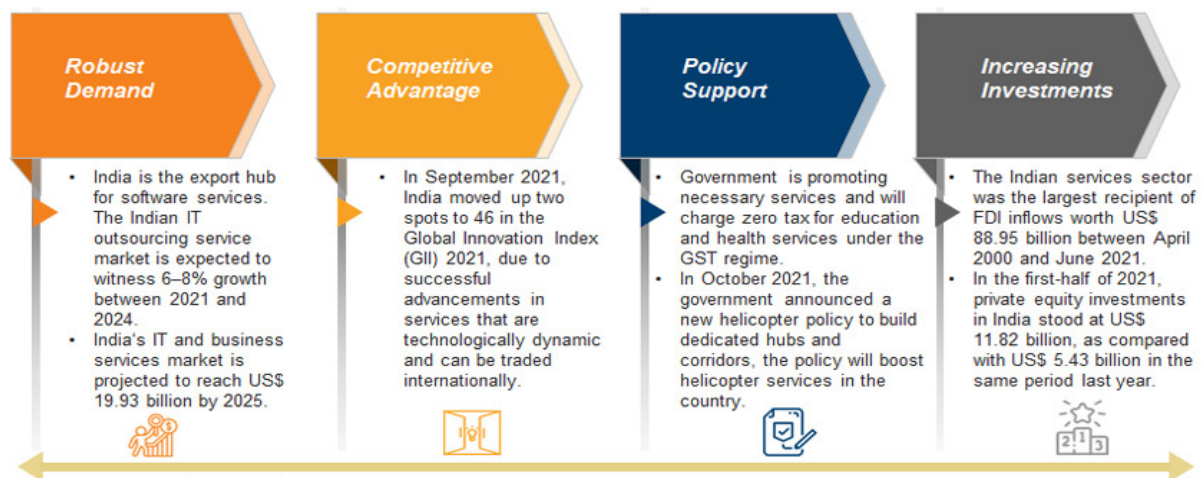 Robust
Demand
• India is the export hub
for software services.
The Indian IT
outsourcing service
market is expected to
witness 6–8% growth
between 2021 and
2024.
• India's IT and business
services market is
projected to reach US$
19.93 billion by 2025.
Competitive
Advantage
• In September 2021,
India moved up two
spots to 46 in the
Global Innovation Index
(GII) 2021, due to
successful
advancements in
services that are
technologically dynamic
and can be traded
internationally.
Policy
Support
• Government is promoting
necessary services and will
charge zero tax for education
and health services under the
GST regime.
• In October 2021, the
government announced a
new helicopter policy to build
dedicated hubs and
corridors, the policy will boost
helicopter services in the
country.
Increasing
Investments
• The Indian services sector
was the largest recipient of
FDI inflows worth US$
88.95 billion between April
2000 and June 2021.
• In the first-half of 2021,
private equity investments
in India stood at US$
11.82 billion, as compared
with US$ 5.43 billion in the
same period last year.
$
2 1 3